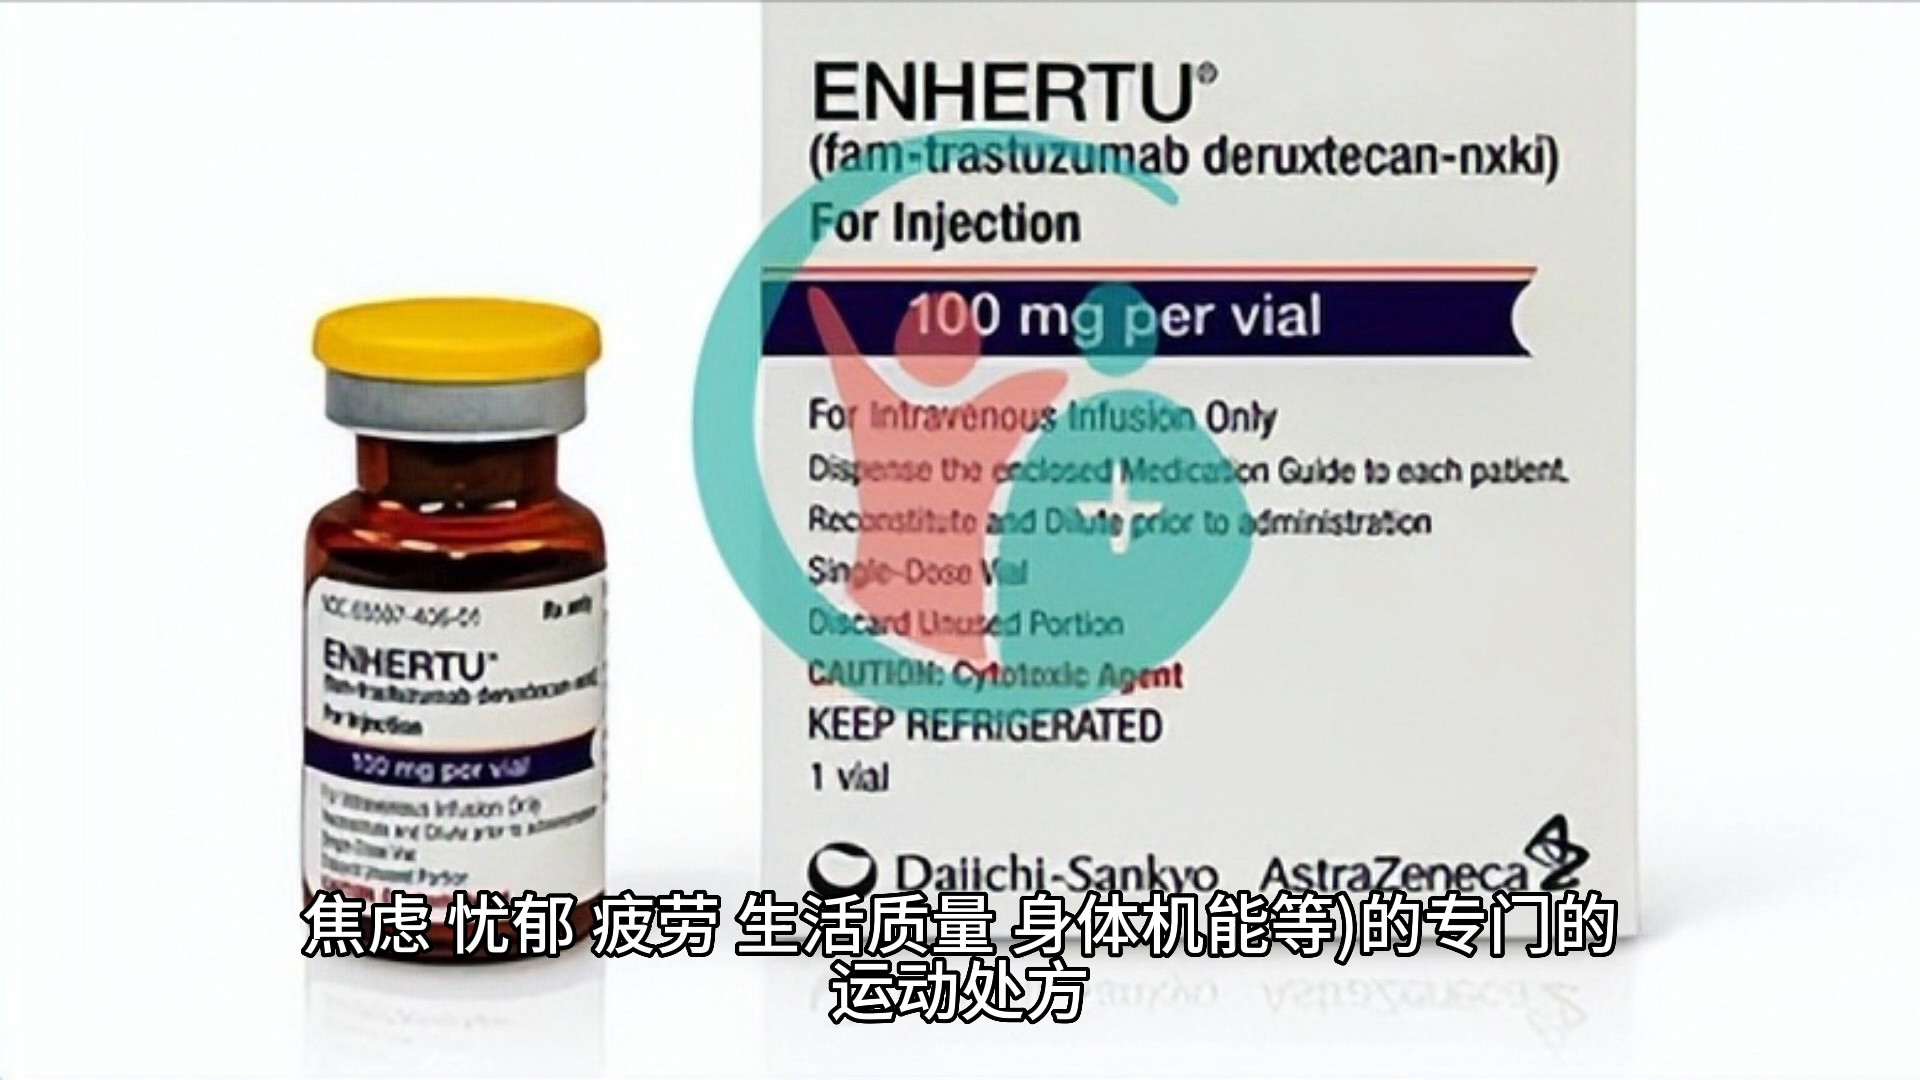 ENHERTU®
(fam-trastuzumab deruxtecan-nxki)
For Injection
100 mg per vial
For Intravenous Infusion Only
Dispense the enclosed Medication Guide to each patient.
Reconstitute and Dilute prior to administration
Single-Dose Vial
Discard Unused Portion
CAUTION: Cytotoxic Agent
KEEP REFRIGERATED
1 vial
Daiichi-Sankyo AstraZeneca
Rx only
ENHERTU
For Injection
100 mg per vial
焦虑 忧郁 疲劳 生活质量 身体机能等)的专门的
运动处方